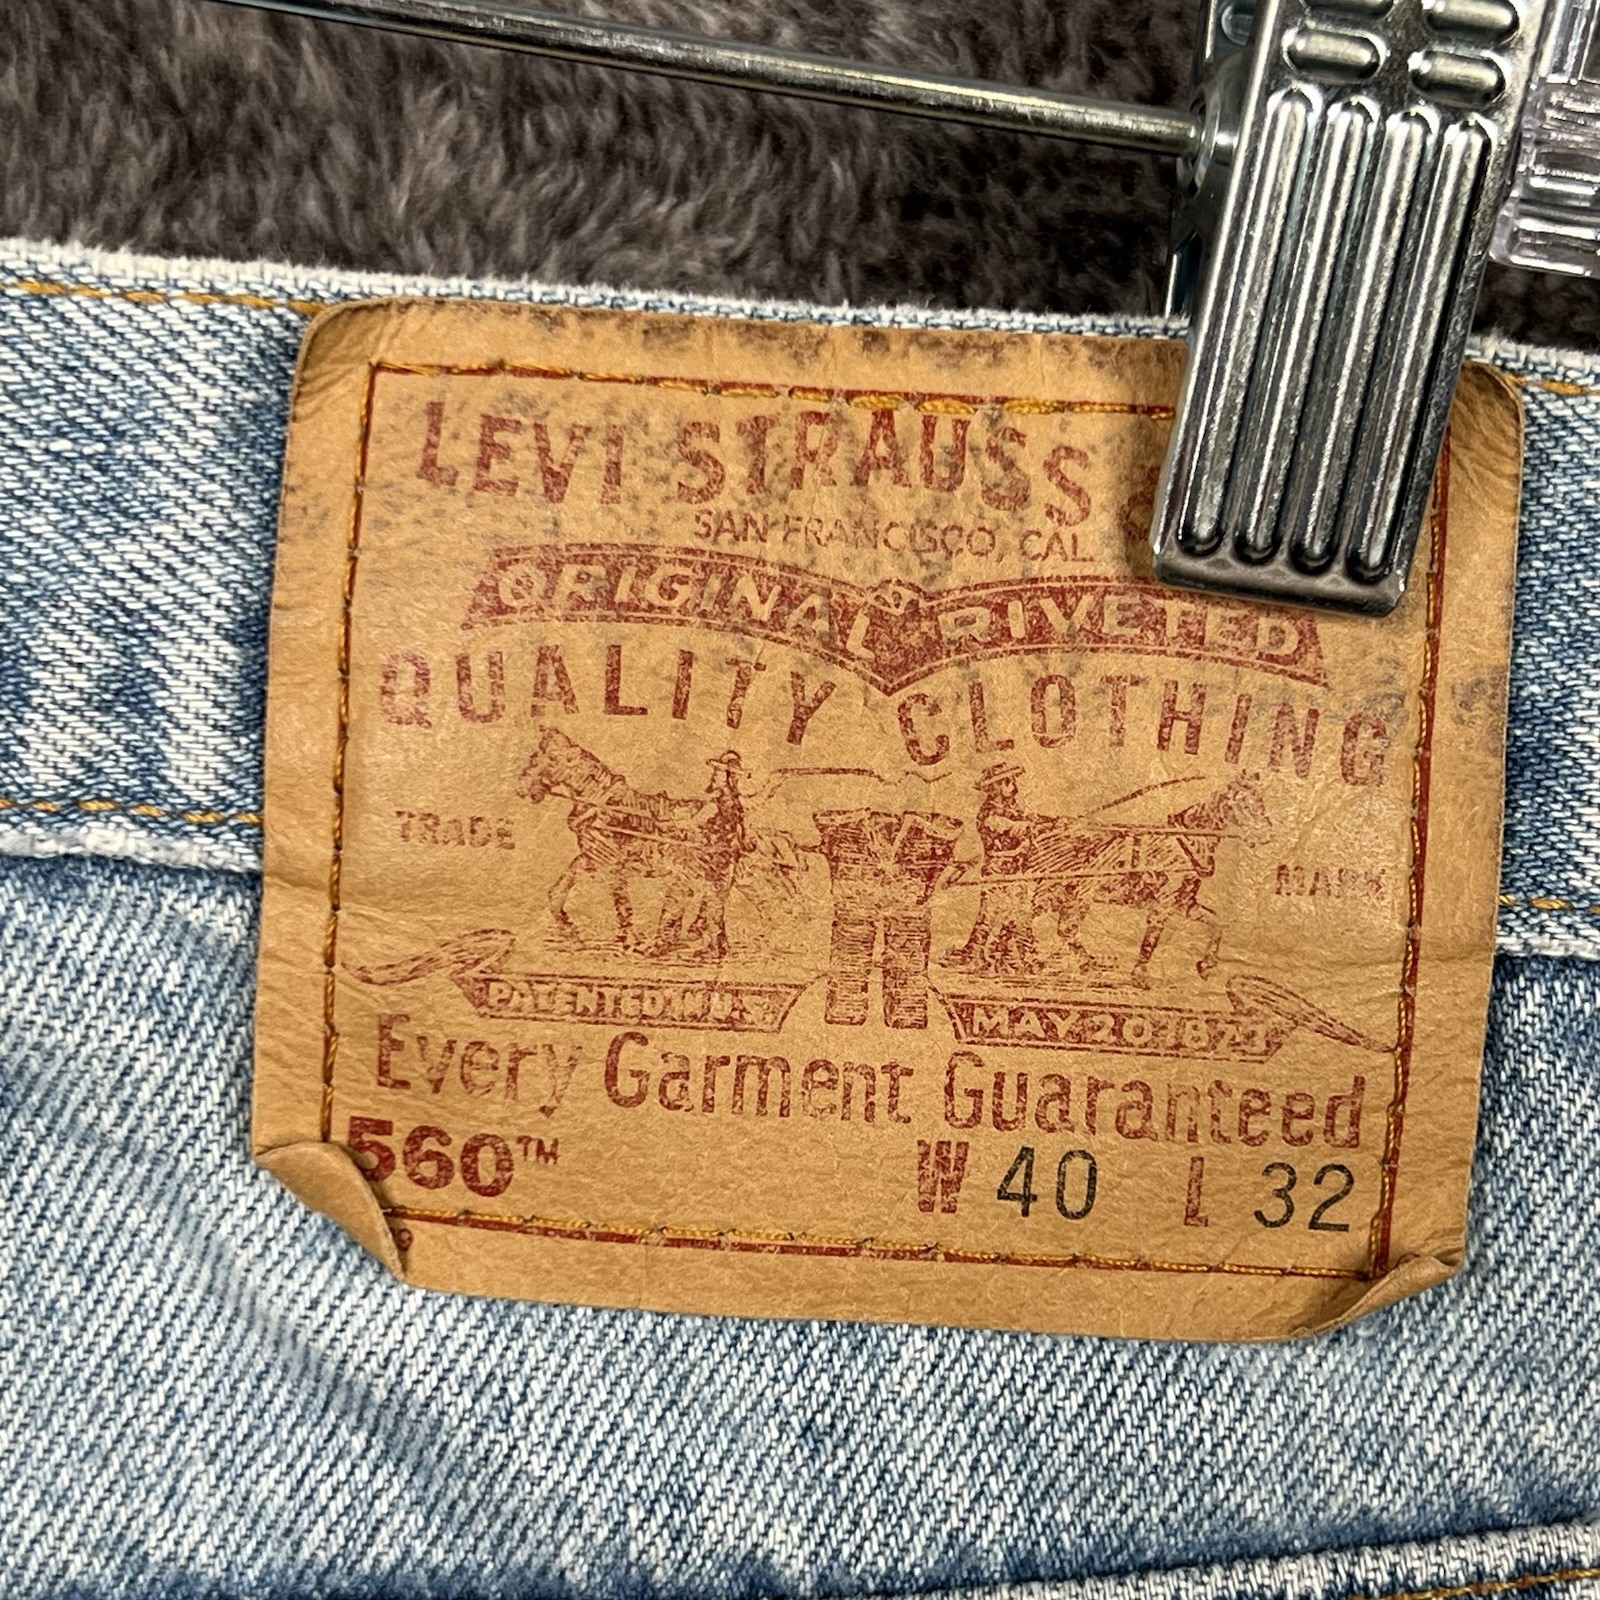 LEVI STRAUSS &
SAN FRANCISCO, CAL
ORIGINAL RIVETED
QUALITY CLOTHING
TRADE MARK
PATENTED IN U.S. MAY 20 1873
Every Garment Guaranteed
560™ W 40 L 32
9